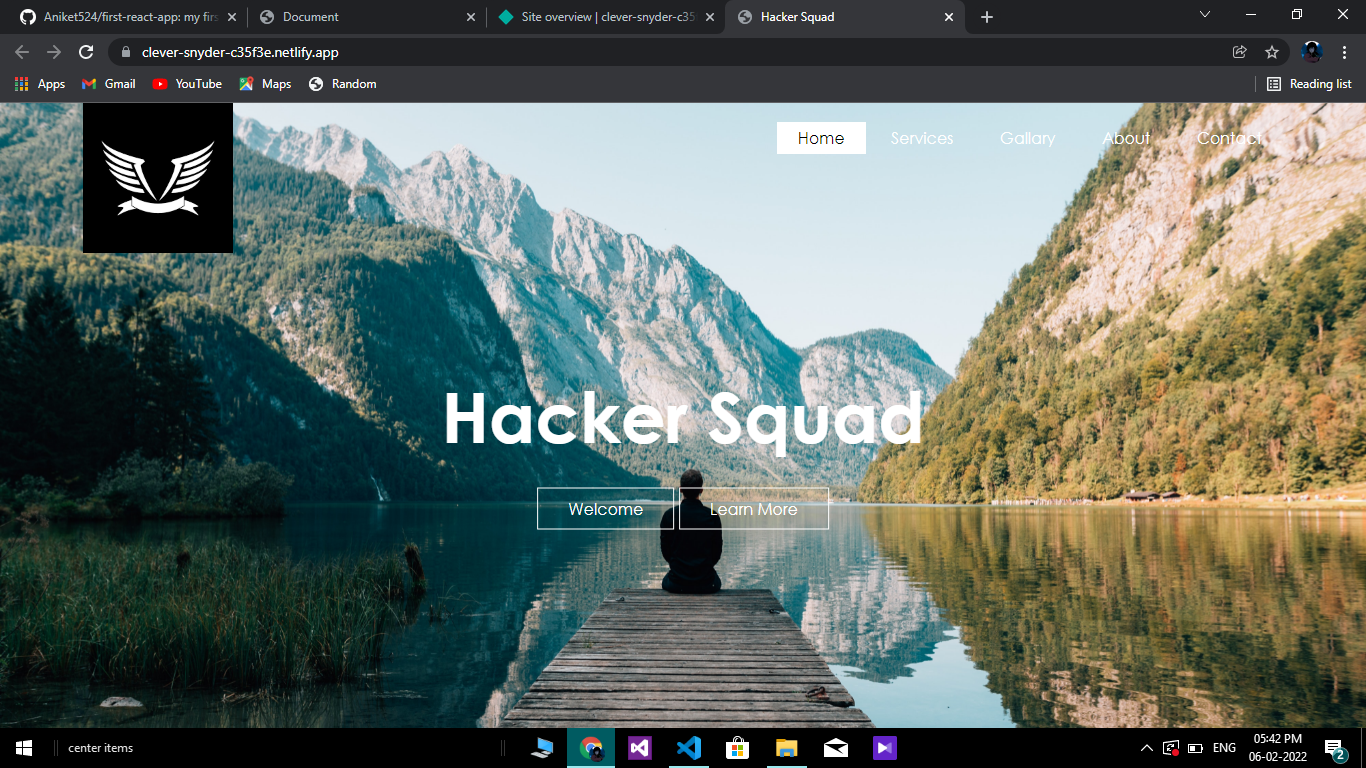 Aniket524/first-react-app: my firs
Document
Site overview | clever-snyder-c35
Hacker Squad
clever-snyder-c35f3e.netlify.app
Apps
Gmail
YouTube
Maps
Random
Reading list
Home
Services
Gallary
About
Contact
Hacker Squad
Welcome
Learn More
center items
ENG
05:42 PM
06-02-2022
2